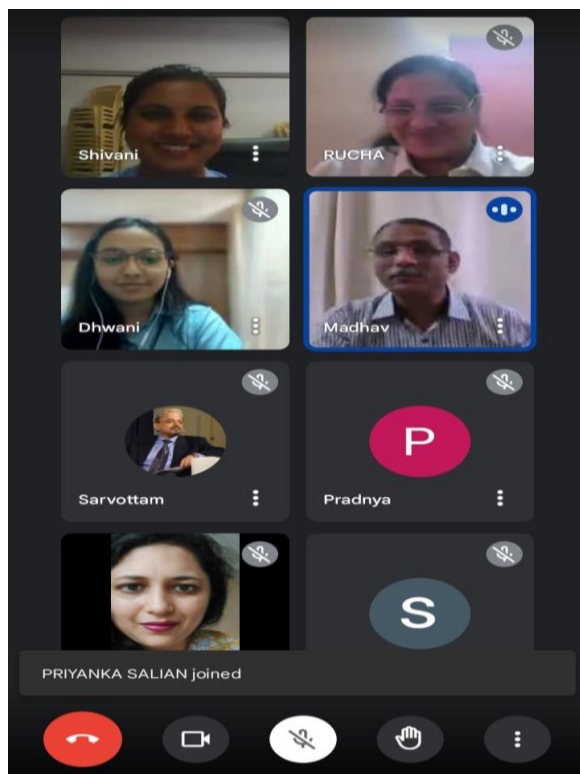 Shivani
RUCHA
Dhwani
Madhav
Sarvottam
P
Pradnya
S
PRIYANKA SALIAN joined